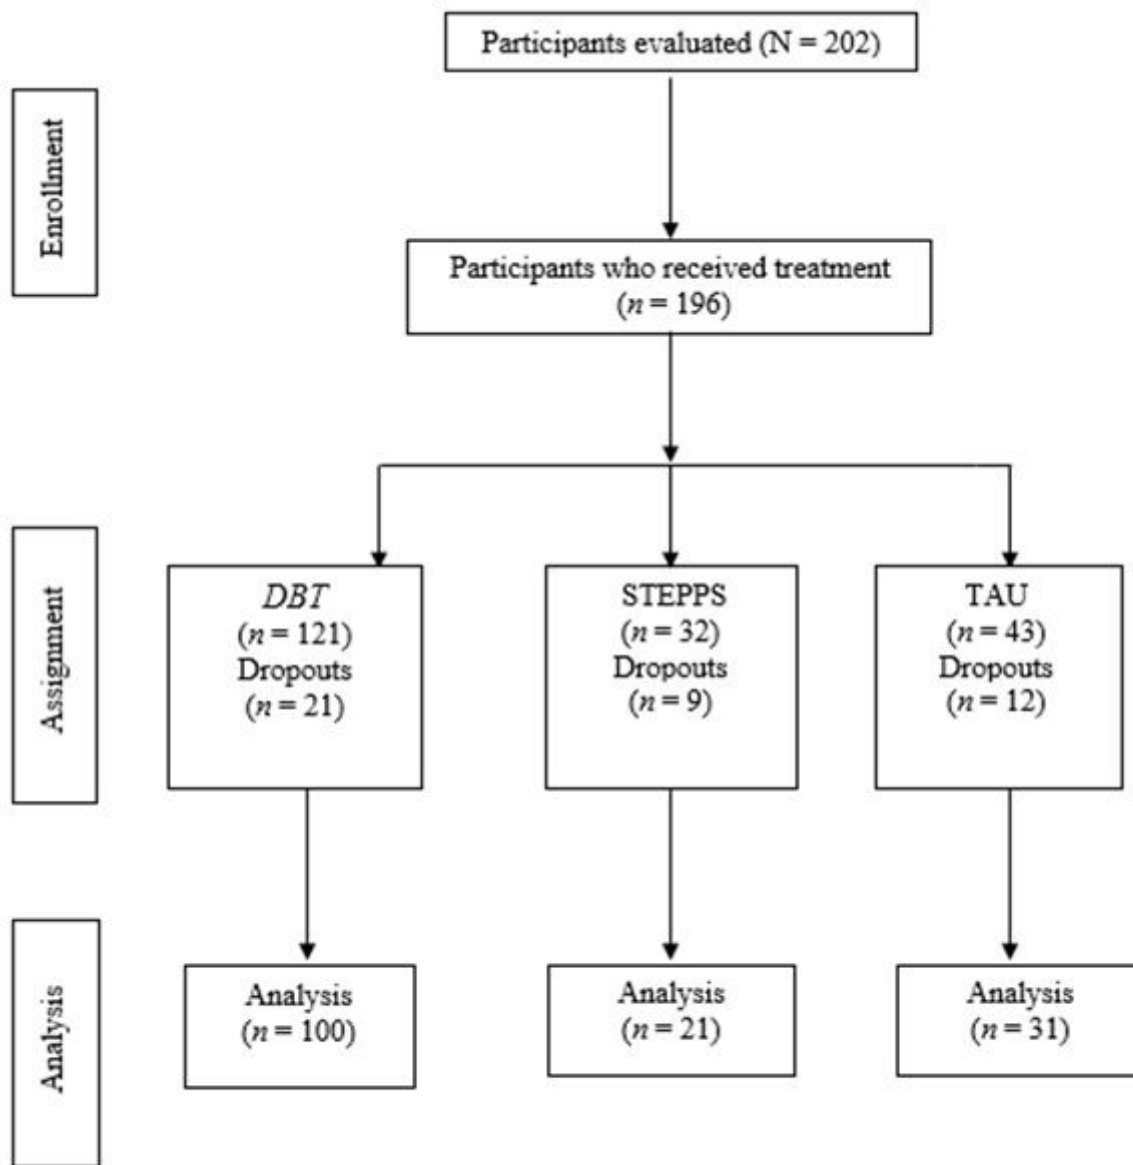 Participants evaluated (N = 202)
Enrollment
Participants who received treatment
(n = 196)
Assignment
DBT
(n = 121)
Dropouts
(n = 21)
STEPPS
(n = 32)
Dropouts
(n = 9)
TAU
(n = 43)
Dropouts
(n = 12)
Analysis
Analysis
(n = 100)
Analysis
(n = 21)
Analysis
(n = 31)